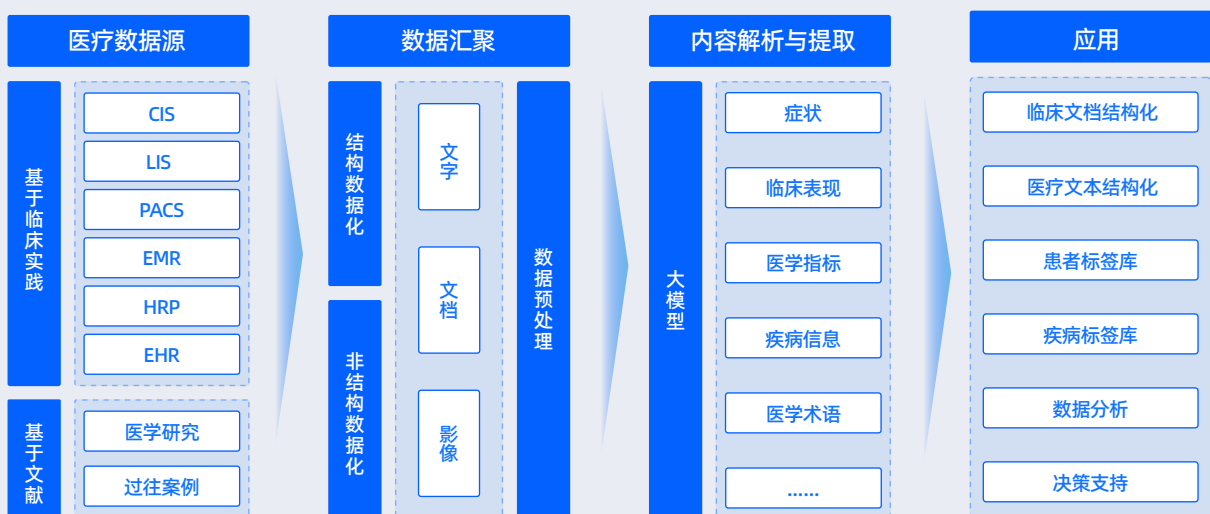 医疗数据源
基于临床实践
CIS
LIS
PACS
EMR
HRP
EHR
基于文献
医学研究
过往案例
数据汇聚
结构数据化
非结构数据化
文字
文档
影像
数据预处理
内容解析与提取
大模型
症状
临床表现
医学指标
疾病信息
医学术语
......
应用
临床文档结构化
医疗文本结构化
患者标签库
疾病标签库
数据分析
决策支持